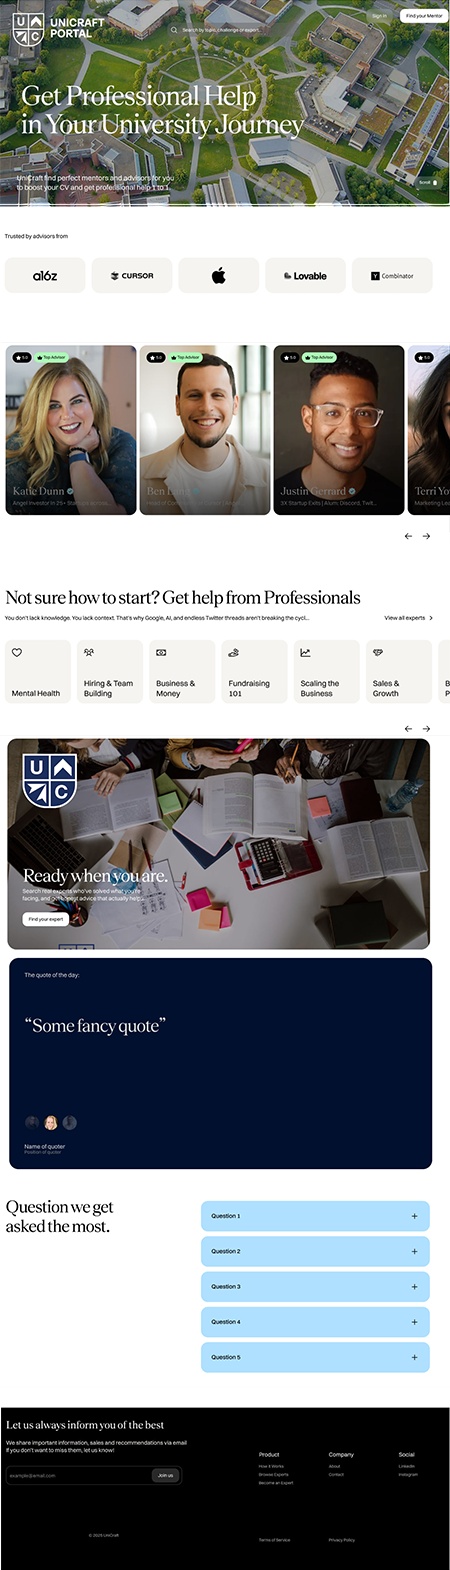 UNICRAFT
PORTAL
U
C
Sign in
Find your Mentor
Search by topic, challenge or expert...
Get Professional Help
in Your University Journey
UniCraft find perfect mentors and advisors for you
to boost your CV and get professional help 1 to 1.
Scroll
Trusted by advisors from
a16z
CURSOR
Lovable
Y Combinator
5.0
Top Advisor
5.0
Top Advisor
5.0
Top Advisor
5.0
Katie Dunn
Angel Investor in 25+ Startups
Ben Lang
Justin Gerrard
3X Startup Exits | Alum: Discord, Twit...
Terri Yo
Marketing Lea
Not sure how to start? Get help from Professionals
You don't lack knowledge. You lack context. That's why Google, AI, and endless Twitter threads aren't breaking the cycl...
View all experts
Mental Health
Hiring & Team
Building
Business &
Money
Fundraising
101
Scaling the
Business
Sales &
Growth
B
P
U
C
Ready when you are.
Search real experts who've solved what you're
facing, and get honest advice that actually helps.
Find your expert
The quote of the day:
“Some fancy quote”
Name of quoter
Position of quoter
Question we get
asked the most.
Question 1
Question 2
Question 3
Question 4
Question 5
Let us always inform you of the best
We share important information, sales and recommendations via email
If you don't want to miss them, let us know!
example@email.com
Join us
Product
How it Works
Browse Experts
Become an Expert
Company
About
Contact
Social
LinkedIn
Instagram
Terms of Service
Privacy Policy